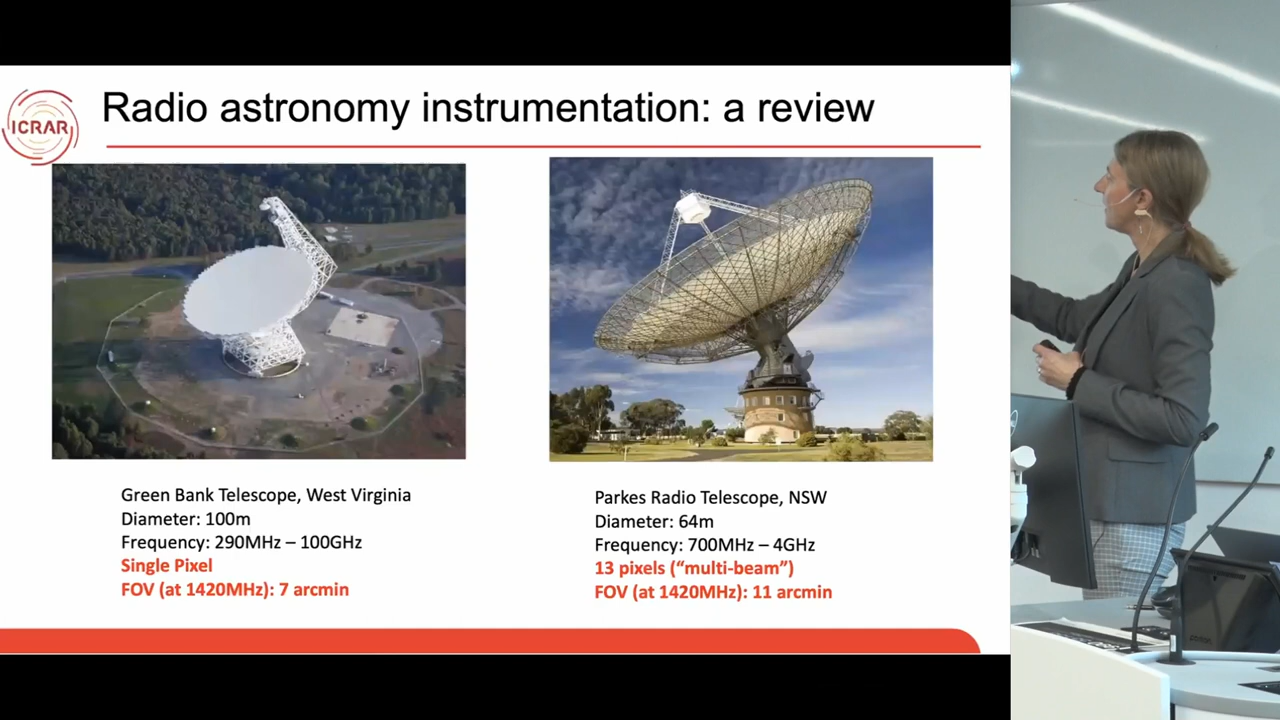 Radio astronomy instrumentation: a review
ICRAR
Green Bank Telescope, West Virginia
Diameter: 100m
Frequency: 290MHz – 100GHz
Single Pixel
FOV (at 1420MHz): 7 arcmin
Parkes Radio Telescope, NSW
Diameter: 64m
Frequency: 700MHz – 4GHz
13 pixels (“multi-beam”)
FOV (at 1420MHz): 11 arcmin